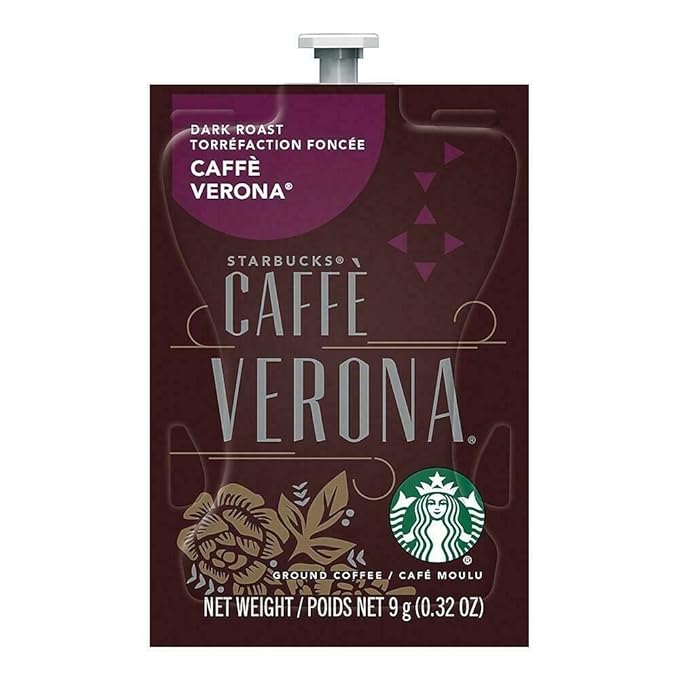 DARK ROAST
TORRÉFACTION FONCÉE
CAFFÈ
VERONA®
STARBUCKS®
CAFFÈ
VERONA®
®
GROUND COFFEE / CAFÉ MOULU
NET WEIGHT / POIDS NET 9 g (0.32 OZ)